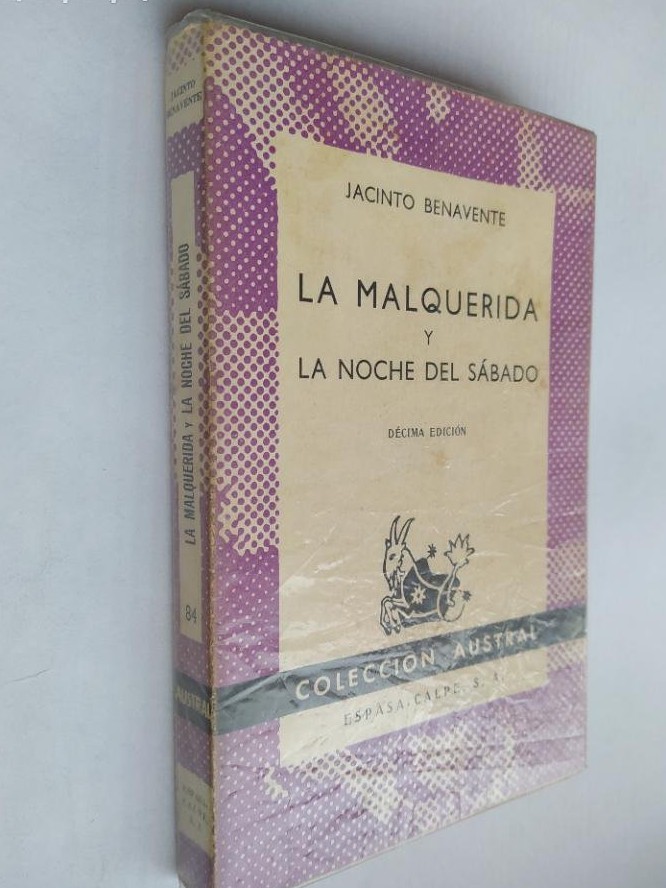 JACINTO BENAVENTE
LA MALQUERIDA
Y
LA NOCHE DEL SÁBADO
DÉCIMA EDICIÓN
COLECCIÓN AUSTRAL
ESPASA-CALPE, S. A.
JACINTO
BENAVENTE
LA MALQUERIDA Y LA NOCHE DEL SÁBADO
84
AUSTRAL